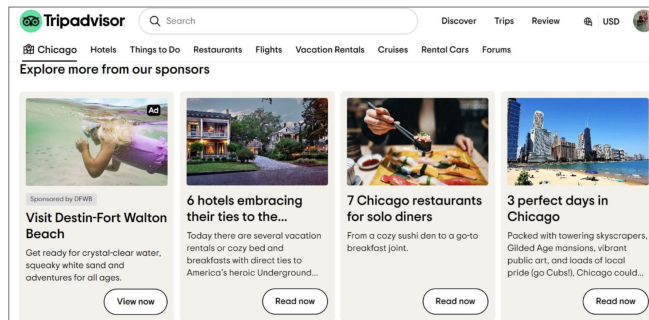 Tripadvisor
Search
Discover Trips Review USD
Chicago Hotels Things to Do Restaurants Flights Vacation Rentals Cruises Rental Cars Forums
Explore more from our sponsors
Ad
Sponsored by DFWB
Visit Destin-Fort Walton
Beach
Get ready for crystal-clear water,
squeaky white sand and
adventures for all ages.
View now
6 hotels embracing
their ties to the...
Today there are several vacation
rentals or cozy bed and
breakfasts with direct ties to
America's heroic Underground...
Read now
7 Chicago restaurants
for solo diners
From a cozy sushi den to a go-to
breakfast joint.
Read now
3 perfect days in
Chicago
Packed with towering skyscrapers,
Gilded Age mansions, vibrant
public art, and loads of local
pride (go Cubs!), Chicago could...
Read now